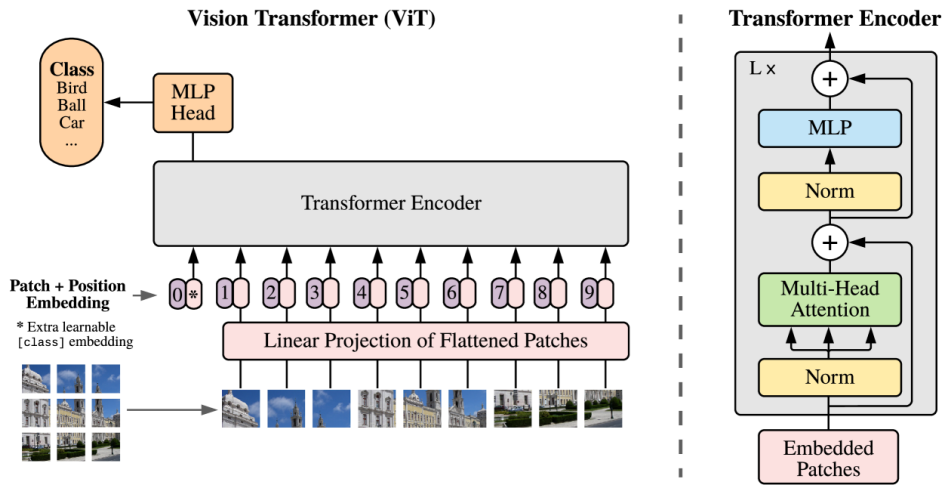 Vision Transformer (ViT)
Class
Bird
Ball
Car
...
MLP
Head
Transformer Encoder
Patch + Position
Embedding
0 * 1 2 3 4 5 6 7 8 9
* Extra learnable
[class] embedding
Linear Projection of Flattened Patches
Transformer Encoder
L x
+
MLP
Norm
+
Multi-Head
Attention
Norm
Embedded
Patches